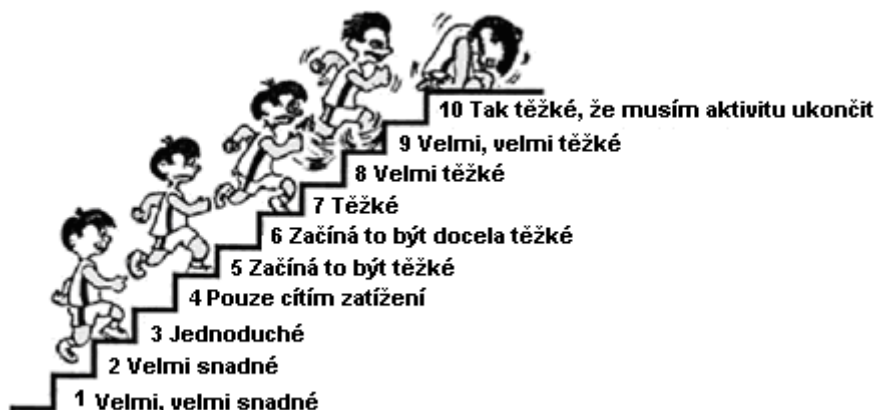 10 Tak těžké, že musím aktivitu ukončit
9 Velmi, velmi těžké
8 Velmi těžké
7 Těžké
6 Začíná to být docela těžké
5 Začíná to být těžké
4 Pouze cítím zatížení
3 Jednoduché
2 Velmi snadné
1 Velmi, velmi snadné